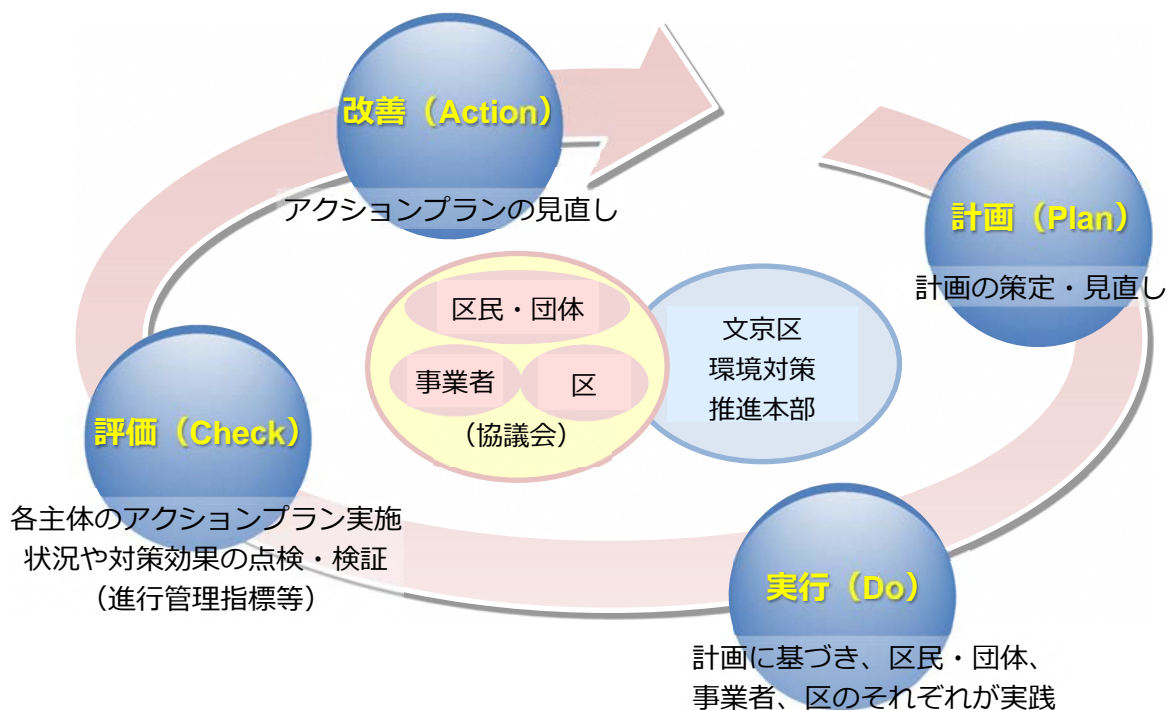 改善（Action）
アクションプランの見直し
計画（Plan）
計画の策定・見直し
区民・団体
事業者
区
（協議会）
文京区
環境対策
推進本部
評価（Check）
各主体のアクションプラン実施
状況や対策効果の点検・検証
（進行管理指標等）
実行（Do）
計画に基づき、区民・団体、
事業者、区のそれぞれが実践